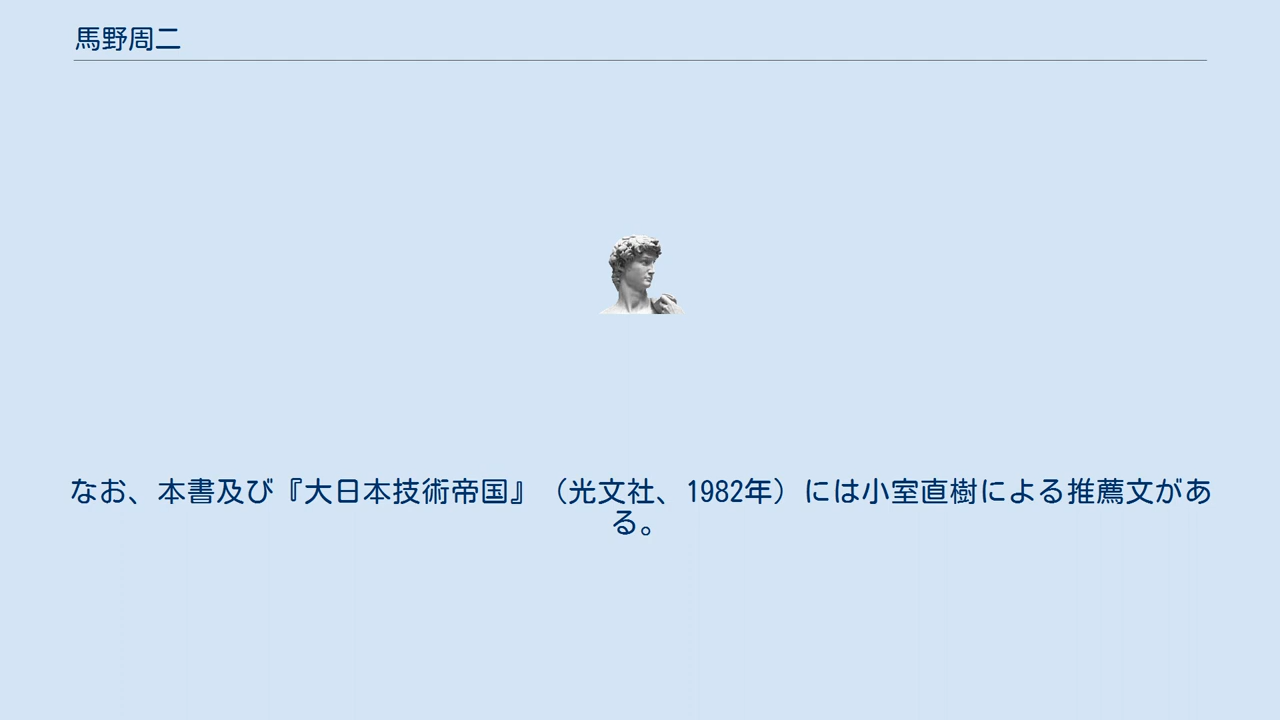 馬野周二
なお、本書及び『大日本技術帝国』（光文社、1982年）には小室直樹による推薦文があ
る。